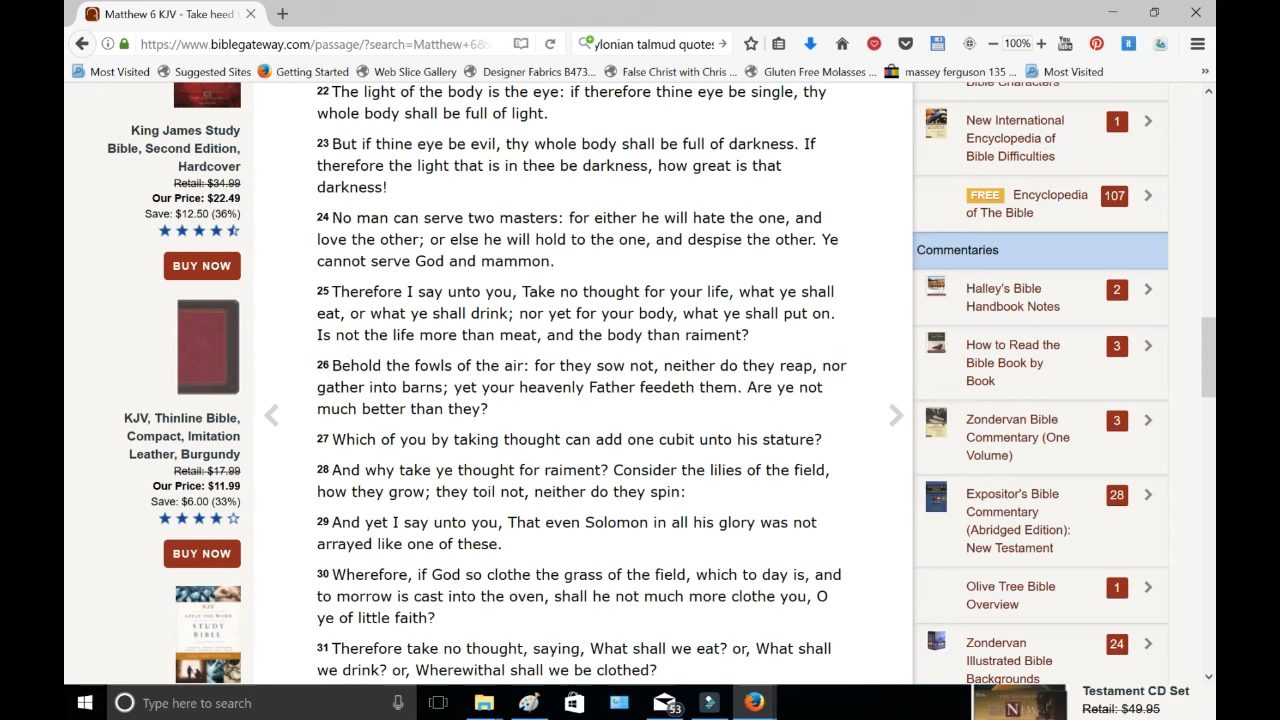 Matthew 6 KJV - Take heed t
https://www.biblegateway.com/passage/?search=Matthew+68
ylonian talmud quotes
100%
You Tube
Most Visited
Suggested Sites
Getting Started
Web Slice Gallery
Designer Fabrics B473...
False Christ with Chris ...
Gluten Free Molasses ...
massey ferguson 135 ...
Most Visited
King James Study
Bible, Second Edition,
Hardcover
Retail: $34.99
Our Price: $22.49
Save: $12.50 (36%)
BUY NOW
KJV, Thinline Bible,
Compact, Imitation
Leather, Burgundy
Retail: $17.99
Our Price: $11.99
Save: $6.00 (33%)
BUY NOW
KJV
APPLY THE WORD
STUDY
BIBLE
22 The light of the body is the eye: if therefore thine eye be single, thy
whole body shall be full of light.
23 But if thine eye be evil, thy whole body shall be full of darkness. If
therefore the light that is in thee be darkness, how great is that
darkness!
24 No man can serve two masters: for either he will hate the one, and
love the other; or else he will hold to the one, and despise the other. Ye
cannot serve God and mammon.
25 Therefore I say unto you, Take no thought for your life, what ye shall
eat, or what ye shall drink; nor yet for your body, what ye shall put on.
Is not the life more than meat, and the body than raiment?
26 Behold the fowls of the air: for they sow not, neither do they reap, nor
gather into barns; yet your heavenly Father feedeth them. Are ye not
much better than they?
27 Which of you by taking thought can add one cubit unto his stature?
28 And why take ye thought for raiment? Consider the lilies of the field,
how they grow; they toil not, neither do they spin:
29 And yet I say unto you, That even Solomon in all his glory was not
arrayed like one of these.
30 Wherefore, if God so clothe the grass of the field, which to day is, and
to morrow is cast into the oven, shall he not much more clothe you, O
ye of little faith?
31 Therefore take no thought, saying, What shall we eat? or, What shall
we drink? or, Wherewithal shall we be clothed?
Bible Characters
New International
Encyclopedia of
Bible Difficulties
1
FREE Encyclopedia
of The Bible
107
Commentaries
Halley's Bible
Handbook Notes
2
How to Read the
Bible Book by
Book
3
Zondervan Bible
Commentary (One
Volume)
3
Expositor's Bible
Commentary
(Abridged Edition):
New Testament
28
Olive Tree Bible
Overview
1
Zondervan
Illustrated Bible
Backgrounds
24
Type here to search
53
Testament CD Set
Retail: $49.95